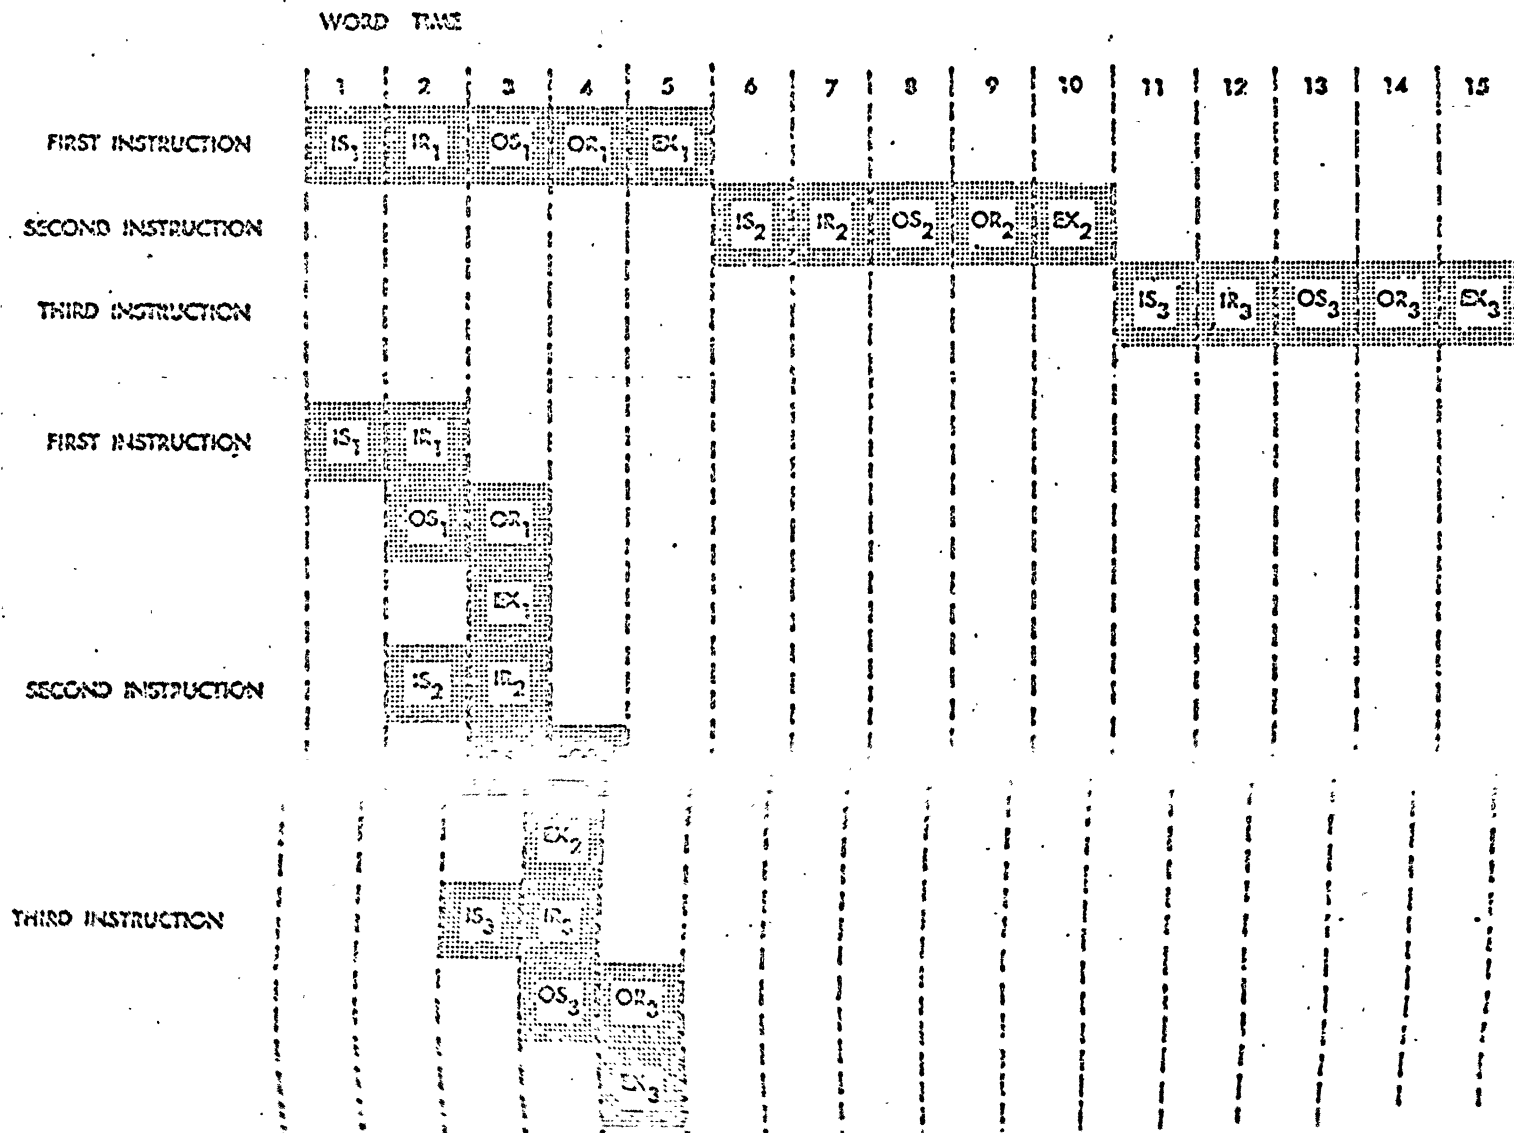 WORD TIME
1 2 3 4 5 6 7 8 9 10 11 12 13 14 15
FIRST INSTRUCTION IS1 IR1 OS1 OR1 EX1
SECOND INSTRUCTION IS2 IR2 OS2 OR2 EX2
THIRD INSTRUCTION IS3 IR3 OS3 OR3 EX3
FIRST INSTRUCTION IS1 IR1
OS1 OR1
EX1
SECOND INSTRUCTION IS2 IR2
EX2
THIRD INSTRUCTION IS3 IR3
OS3 OR3
EX3